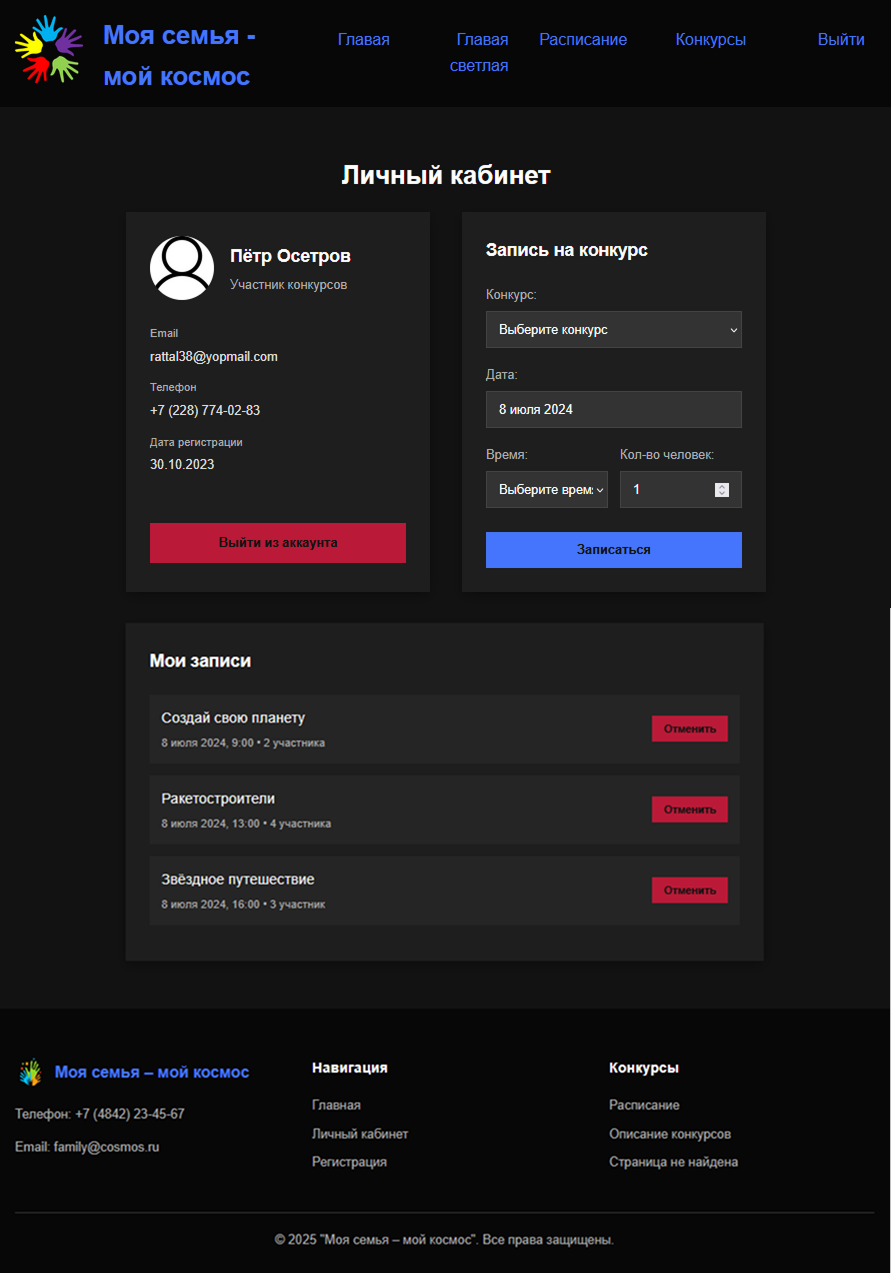 Моя семья -
мой космос
Главая
Главая
светлая
Расписание
Конкурсы
Выйти
Личный кабинет
Пётр Осетров
Участник конкурсов
Email
rattal38@yopmail.com
Телефон
+7 (228) 774-02-83
Дата регистрации
30.10.2023
Выйти из аккаунта
Запись на конкурс
Конкурс:
Выберите конкурс
Дата:
8 июля 2024
Время:
Кол-во человек:
Выберите время
1
Записаться
Мои записи
Создай свою планету
8 июля 2024, 9:00 • 2 участника
Отменить
Ракетостроители
8 июля 2024, 13:00 • 4 участника
Отменить
Звёздное путешествие
8 июля 2024, 16:00 • 3 участник
Отменить
Моя семья – мой космос
Телефон: +7 (4842) 23-45-67
Email: family@cosmos.ru
Навигация
Главная
Личный кабинет
Регистрация
Конкурсы
Расписание
Описание конкурсов
Страница не найдена
© 2025 "Моя семья – мой космос". Все права защищены.